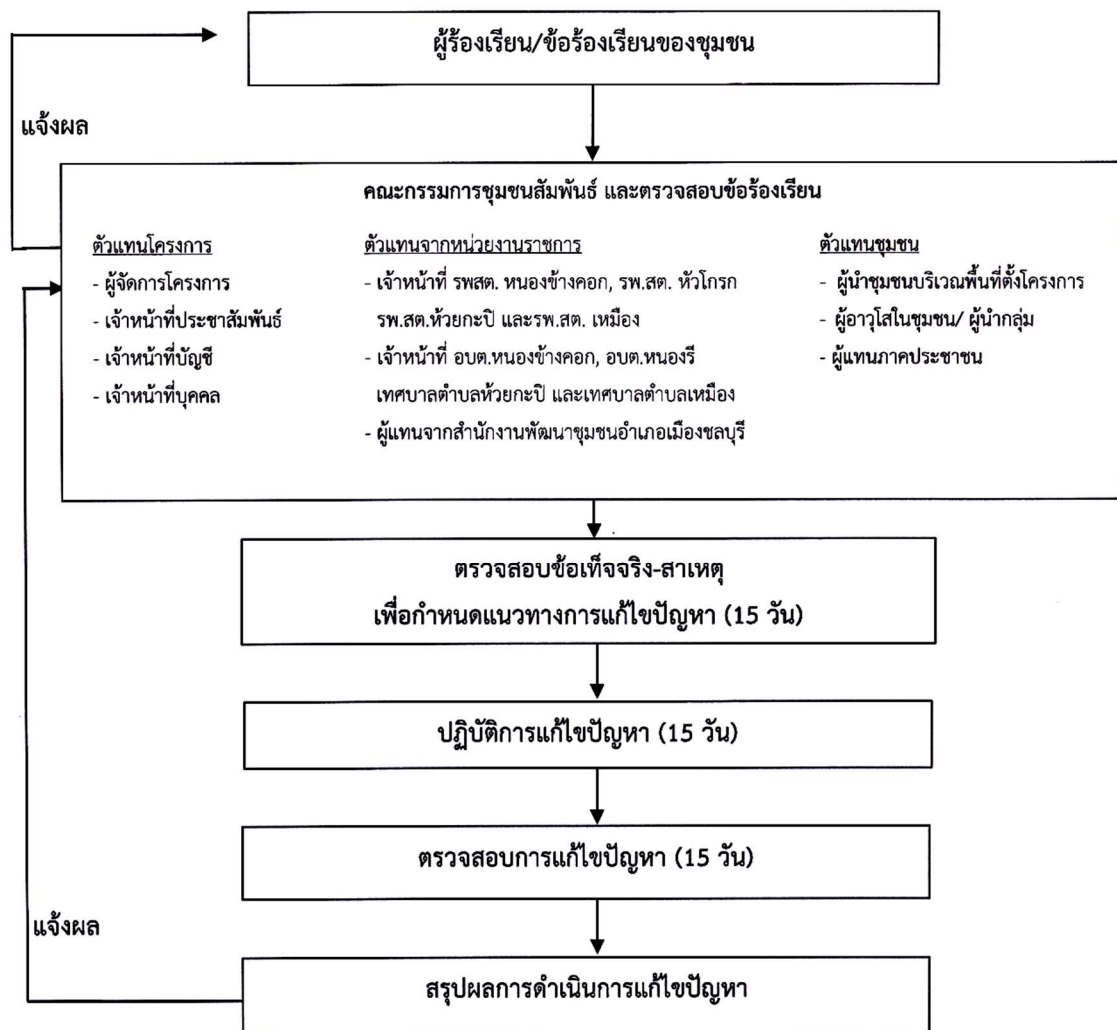 ผู้ร้องเรียน/ข้อร้องเรียนของชุมชน
แจ้งผล
คณะกรรมการชุมชนสัมพันธ์ และตรวจสอบข้อร้องเรียน
ตัวแทนโครงการ
- ผู้จัดการโครงการ
- เจ้าหน้าที่ประชาสัมพันธ์
- เจ้าหน้าที่บัญชี
- เจ้าหน้าที่บุคคล
ตัวแทนจากหน่วยงานราชการ
- เจ้าหน้าที่ รพสต. หนองข้างคอก, รพ.สต. หัวโกรก
รพ.สต.ห้วยกะปิ และรพ.สต. เหมือง
- เจ้าหน้าที่ อบต.หนองข้างคอก, อบต.หนองรี
เทศบาลตำบลห้วยกะปิ และเทศบาลตำบลเหมือง
- ผู้แทนจากสำนักงานพัฒนาชุมชนอำเภอเมืองชลบุรี
ตัวแทนชุมชน
- ผู้นำชุมชนบริเวณพื้นที่ตั้งโครงการ
- ผู้อาวุโสในชุมชน/ ผู้นำกลุ่ม
- ผู้แทนภาคประชาชน
ตรวจสอบข้อเท็จจริง-สาเหตุ
เพื่อกำหนดแนวทางการแก้ไขปัญหา (15 วัน)
ปฏิบัติการแก้ไขปัญหา (15 วัน)
ตรวจสอบการแก้ไขปัญหา (15 วัน)
แจ้งผล
สรุปผลการดำเนินการแก้ไขปัญหา